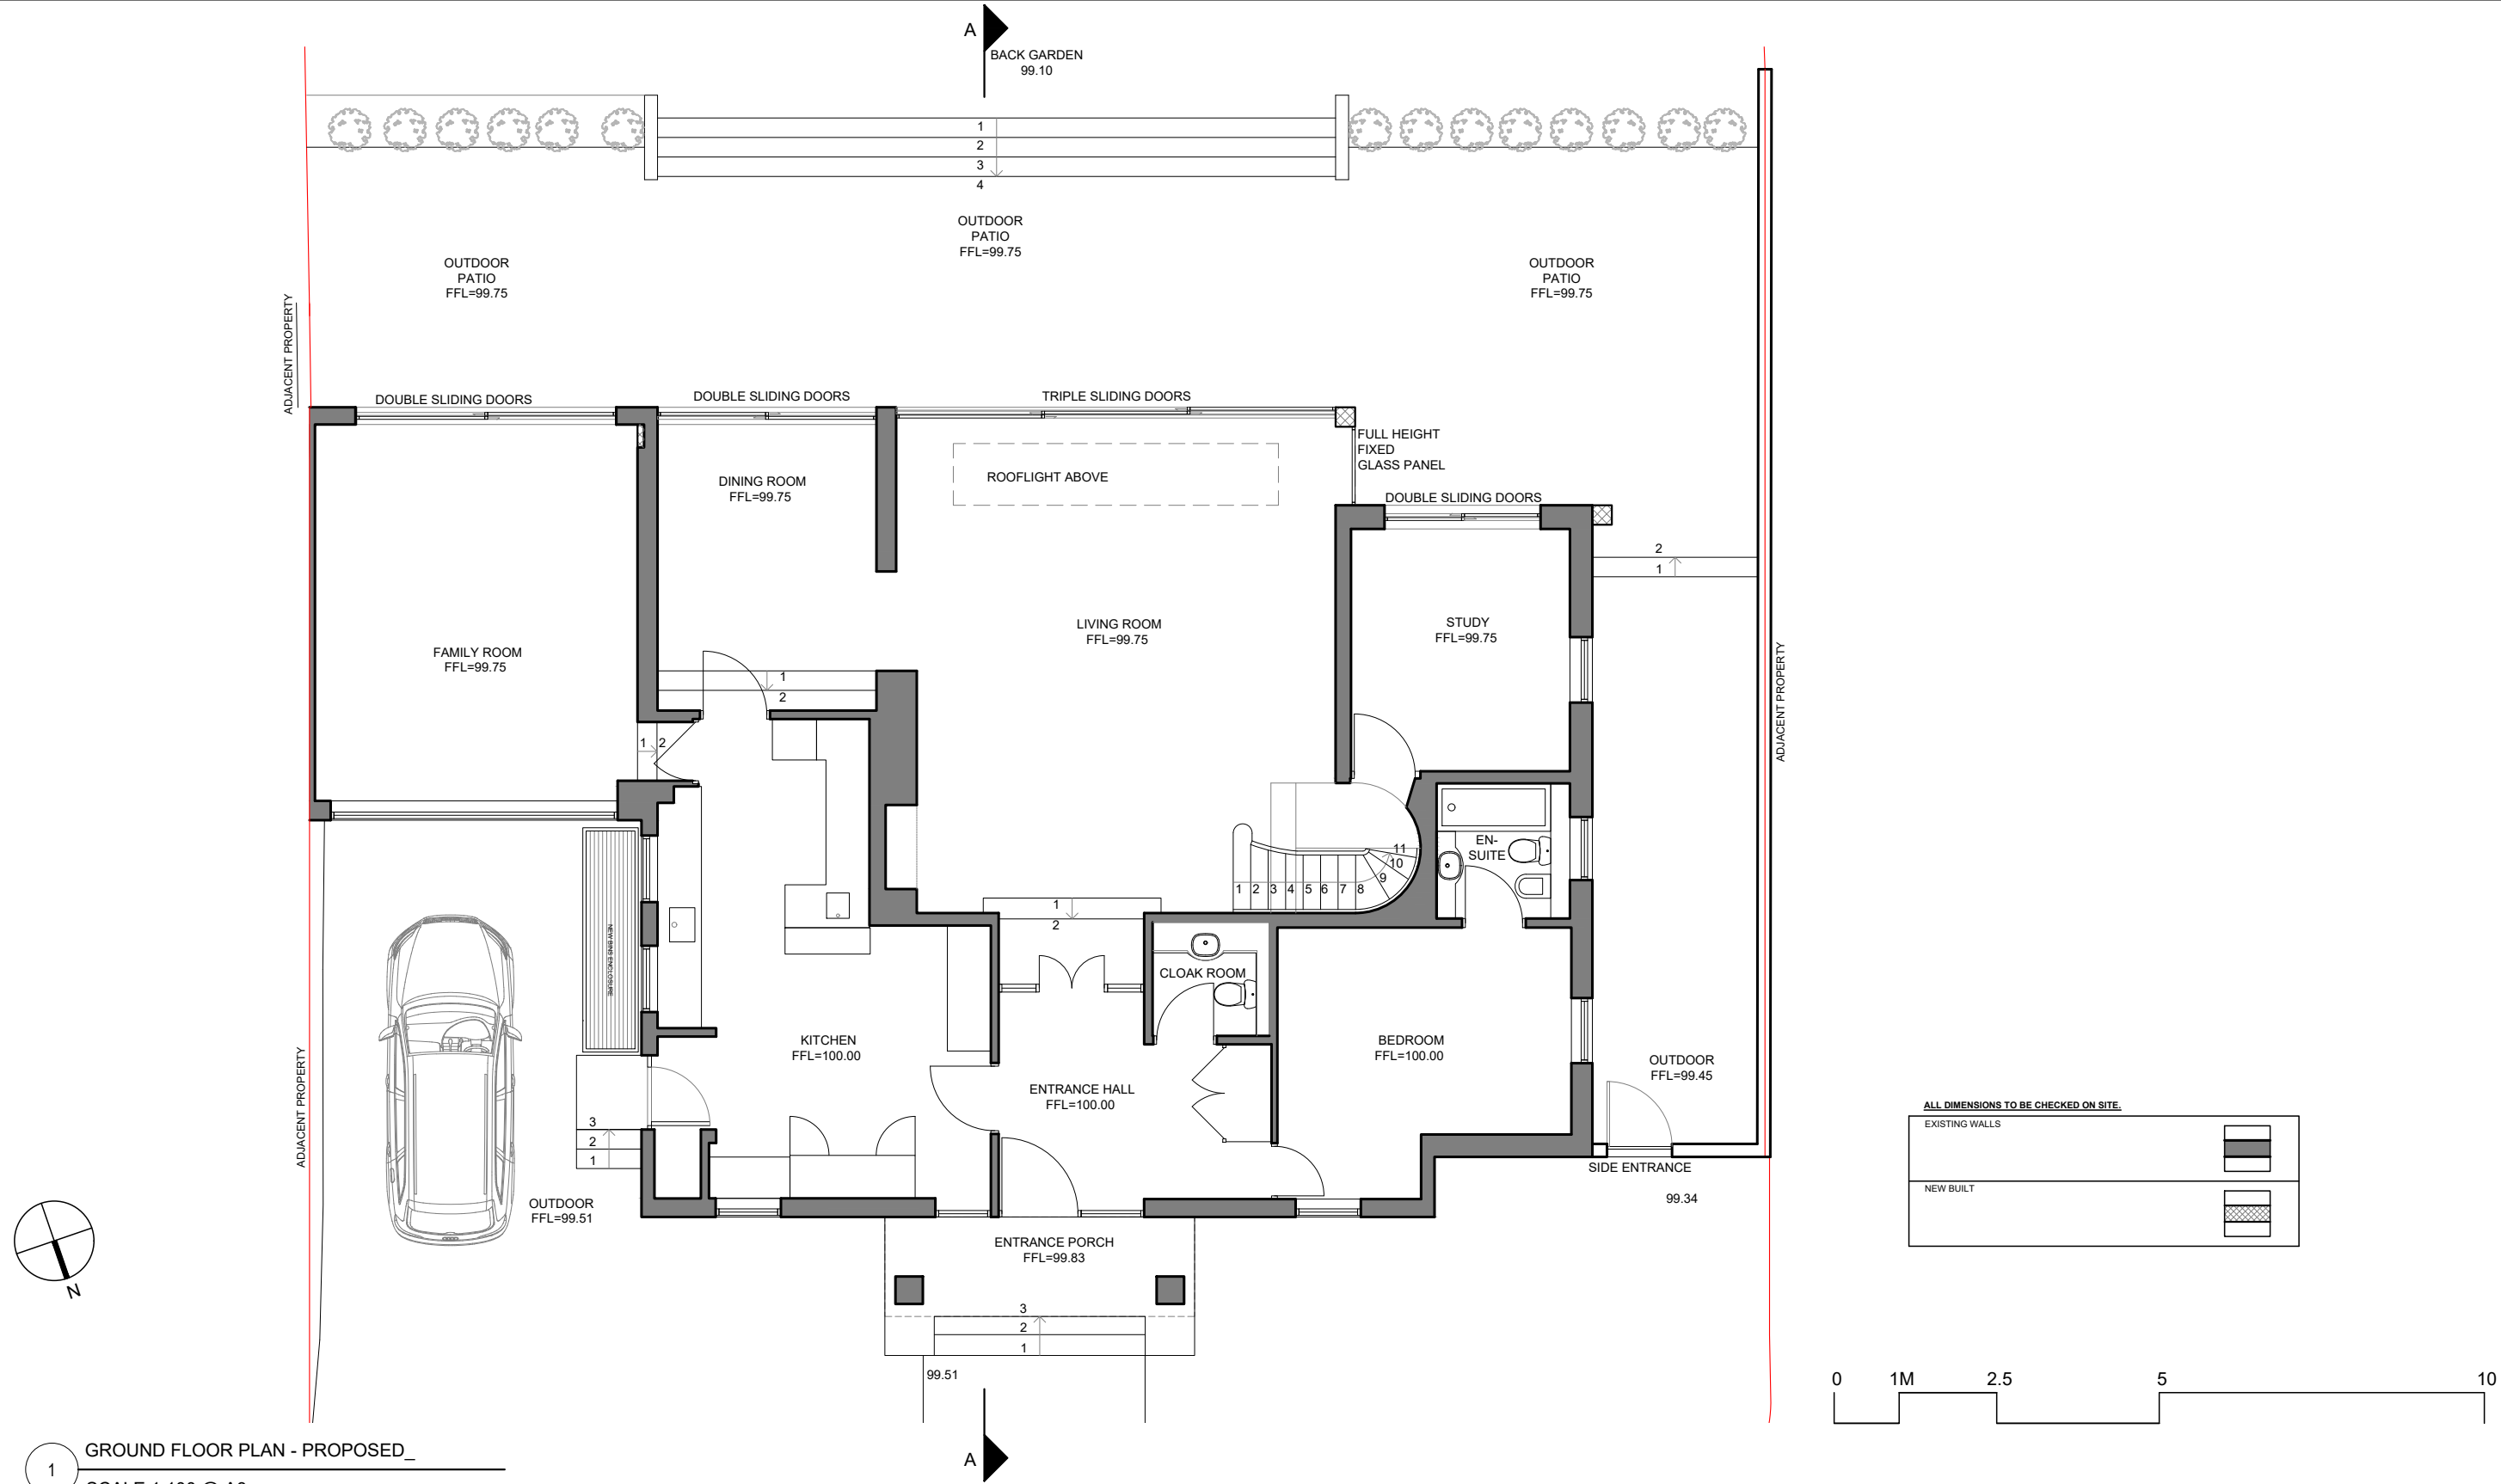 A
BACK GARDEN
99.10
1
2
3
4
OUTDOOR
PATIO
FFL=99.75
OUTDOOR
PATIO
FFL=99.75
OUTDOOR
PATIO
FFL=99.75
ADJACENT PROPERTY
DOUBLE SLIDING DOORS
DOUBLE SLIDING DOORS
TRIPLE SLIDING DOORS
FULL HEIGHT
FIXED
GLASS PANEL
ROOFLIGHT ABOVE
DINING ROOM
FFL=99.75
DOUBLE SLIDING DOORS
2
1
LIVING ROOM
FFL=99.75
STUDY
FFL=99.75
FAMILY ROOM
FFL=99.75
ADJACENT PROPERTY
1
2
1 2
EN-
SUITE
1 2 3 4 5 6 7 8 9 10 11
1
2
NEW BINS ENCLOSURE
CLOAK ROOM
KITCHEN
FFL=100.00
BEDROOM
FFL=100.00
ENTRANCE HALL
FFL=100.00
OUTDOOR
FFL=99.45
ADJACENT PROPERTY
3
2
1
SIDE ENTRANCE
99.34
OUTDOOR
FFL=99.51
ENTRANCE PORCH
FFL=99.83
3
2
1
99.51
N
ALL DIMENSIONS TO BE CHECKED ON SITE.
EXISTING WALLS
NEW BUILT
0 1M 2.5 5 10
A
1
GROUND FLOOR PLAN - PROPOSED_